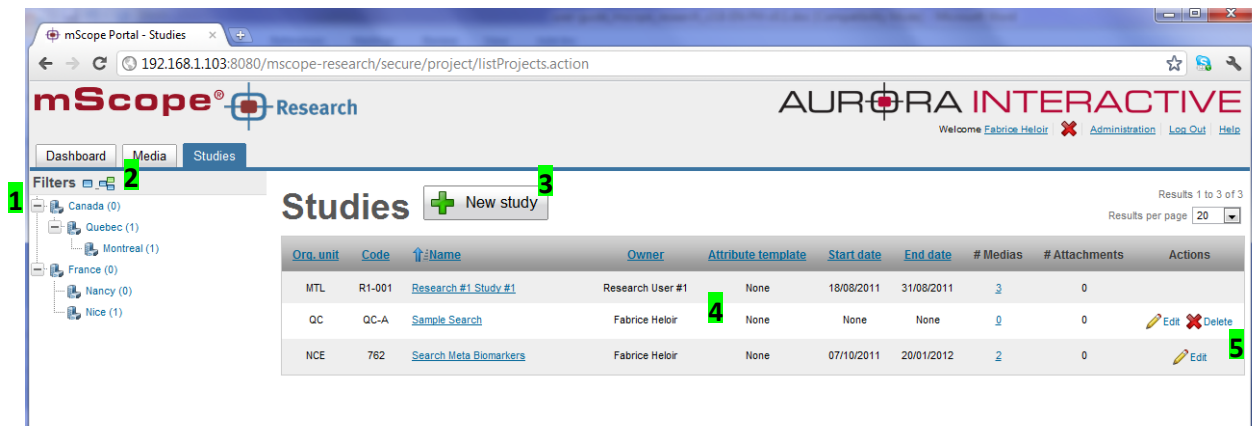 mScope Portal - Studies
192.168.1.103:8080/mscope-research/secure/project/listProjects.action
mScope® Research
AURORA INTERACTIVE
Welcome Fabrice Heloir Administration Log Out Help
Dashboard Media Studies
Filters 2
1
Canada (0)
Quebec (1)
Montreal (1)
France (0)
Nancy (0)
Nice (1)
Studies New study 3
Results 1 to 3 of 3
Results per page 20
Org. unit Code Name Owner Attribute template Start date End date # Medias # Attachments Actions
MTL R1-001 Research #1 Study #1 Research User #1 None 18/08/2011 31/08/2011 3 0
QC QC-A Sample Search Fabrice Heloir 4 None None None 0 0 Edit Delete
NCE 762 Search Meta Biomarkers Fabrice Heloir None 07/10/2011 20/01/2012 2 0 Edit 5